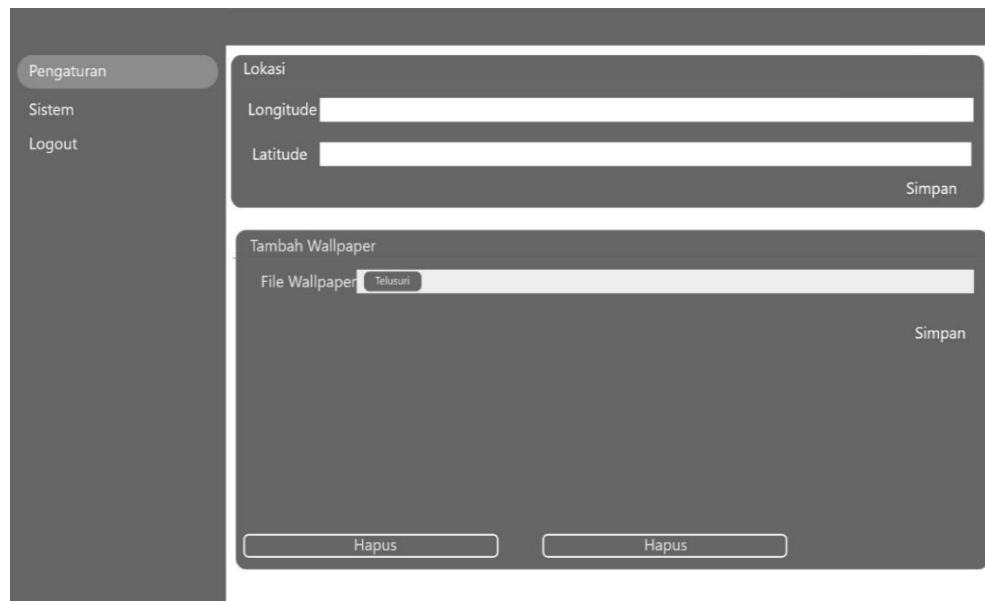 Pengaturan
Sistem
Logout
Lokasi
Longitude
Latitude
Simpan
Tambah Wallpaper
File Wallpaper Telusuri
Simpan
Hapus Hapus